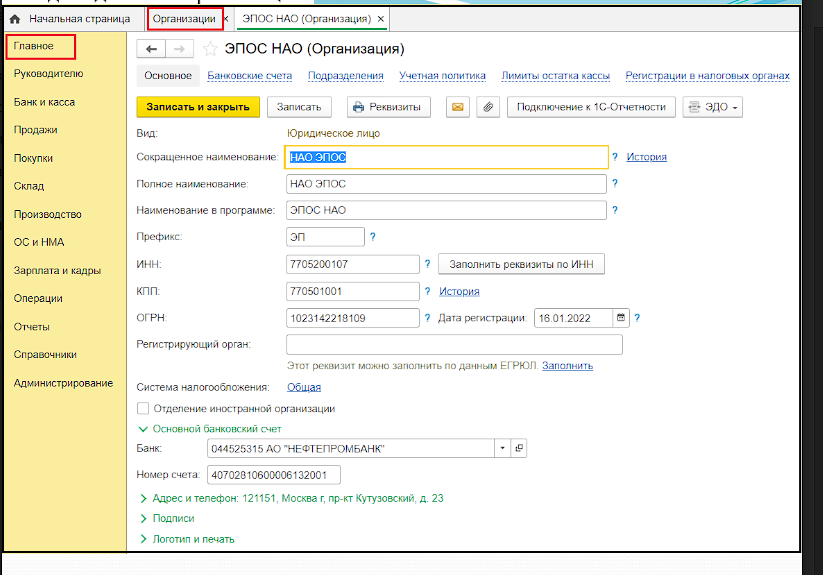 Начальная страница Организации × ЭПОС НАО (Организация) ×
Главное
Руководителю
Банк и касса
Продажи
Покупки
Склад
Производство
ОС и НМА
Зарплата и кадры
Операции
Отчеты
Справочники
Администрирование
ЭПОС НАО (Организация)
Основное Банковские счета Подразделения Учетная политика Лимиты остатка кассы Регистрации в налоговых органах
Записать и закрыть Записать Реквизиты Подключение к 1С-Отчетности ЭДО
Вид: Юридическое лицо
Сокращенное наименование: НАО ЭПОС ? История
Полное наименование: НАО ЭПОС ?
Наименование в программе: ЭПОС НАО ?
Префикс: ЭП ?
ИНН: 7705200107 ? Заполнить реквизиты по ИНН
КПП: 770501001 ? История
ОГРН: 1023142218109 ? Дата регистрации: 16.01.2022 ?
Регистрирующий орган:
Этот реквизит можно заполнить по данным ЕГРЮЛ. Заполнить
Система налогообложения: Общая
Отделение иностранной организации
Основной банковский счет
Банк: 044525315 АО "НЕФТЕПРОМБАНК"
Номер счета: 40702810600006132001
Адрес и телефон: 121151, Москва г, пр-кт Кутузовский, д. 23
Подписи
Логотип и печать